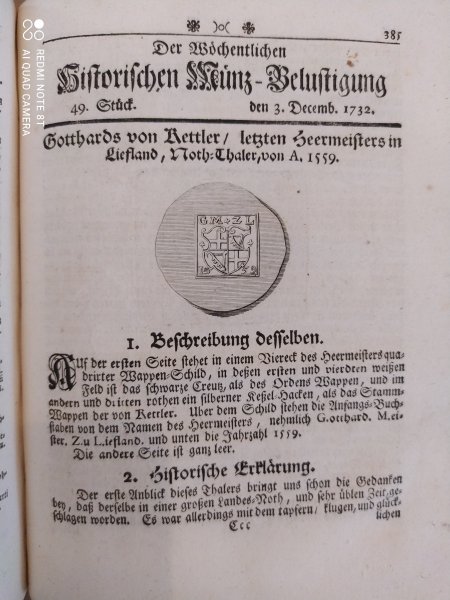 385
Der Wöchentlichen
Historischen Münz-Belustigung
49. Stück. den 3. Decemb. 1732.
Gotthards von Kettler/ letzten Heermeisters in
Liefland, Noth-Thaler, von A. 1559.
GM ZL
1. Beschreibung desselben.
Auf der ersten Seite stehet in einem Viereck des Heermeisters qua-
drirter Wappen-Schild, in deßen ersten und vierdten weißen
Feld ist das schwarze Creutz, als des Ordens Wappen, und im
andern und dritten rothen ein silberner Keßel-Hacken, als das Stamm-
Wappen der von Kettler. Uber dem Schild stehen die Anfangs-Buch-
staben von dem Namen des Heermeisters, nehmlich G.otthard. M.ei-
ster. Z.u L.iefland. und unten die Jahrzahl 1559.
Die andere Seite ist ganz leer.
2. Historische Erklärung.
Der erste Anblick dieses Thalers bringt uns schon die Gedanken
bey, daß derselbe in einer großen Landes-Noth, und sehr üblen Zeit, ge-
schlagen worden. Es war allerdings mit dem tapfern/ klugen, und glück-
Ccc lichen
REDMI NOTE 8T
AI QUAD CAMERA